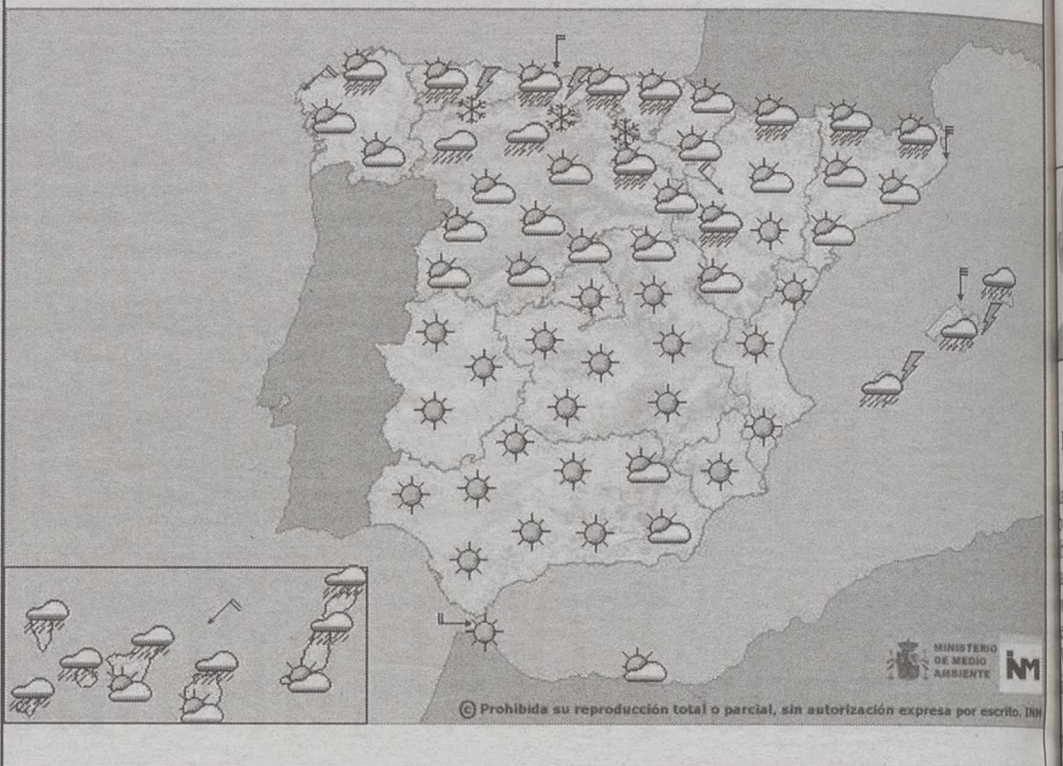 MINISTERIO
DE MEDIO
AMBIENTE
iNM
© Prohibida su reproducción total o parcial, sin autorización expresa por escrito. INM